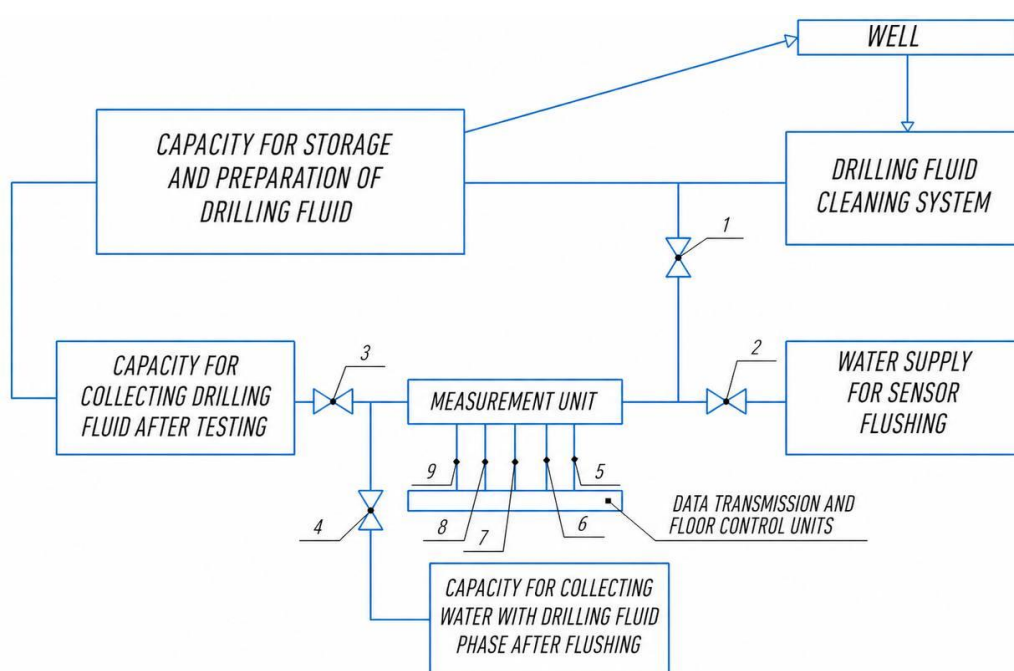 WELL
CAPACITY FOR STORAGE
AND PREPARATION OF
DRILLING FLUID
DRILLING FLUID
CLEANING SYSTEM
1
CAPACITY FOR
COLLECTING DRILLING
FLUID AFTER TESTING
3
MEASUREMENT UNIT
2
WATER SUPPLY
FOR SENSOR
FLUSHING
9
5
4
8
7
6
DATA TRANSMISSION AND
FLOOR CONTROL UNITS
CAPACITY FOR COLLECTING
WATER WITH DRILLING FLUID
PHASE AFTER FLUSHING